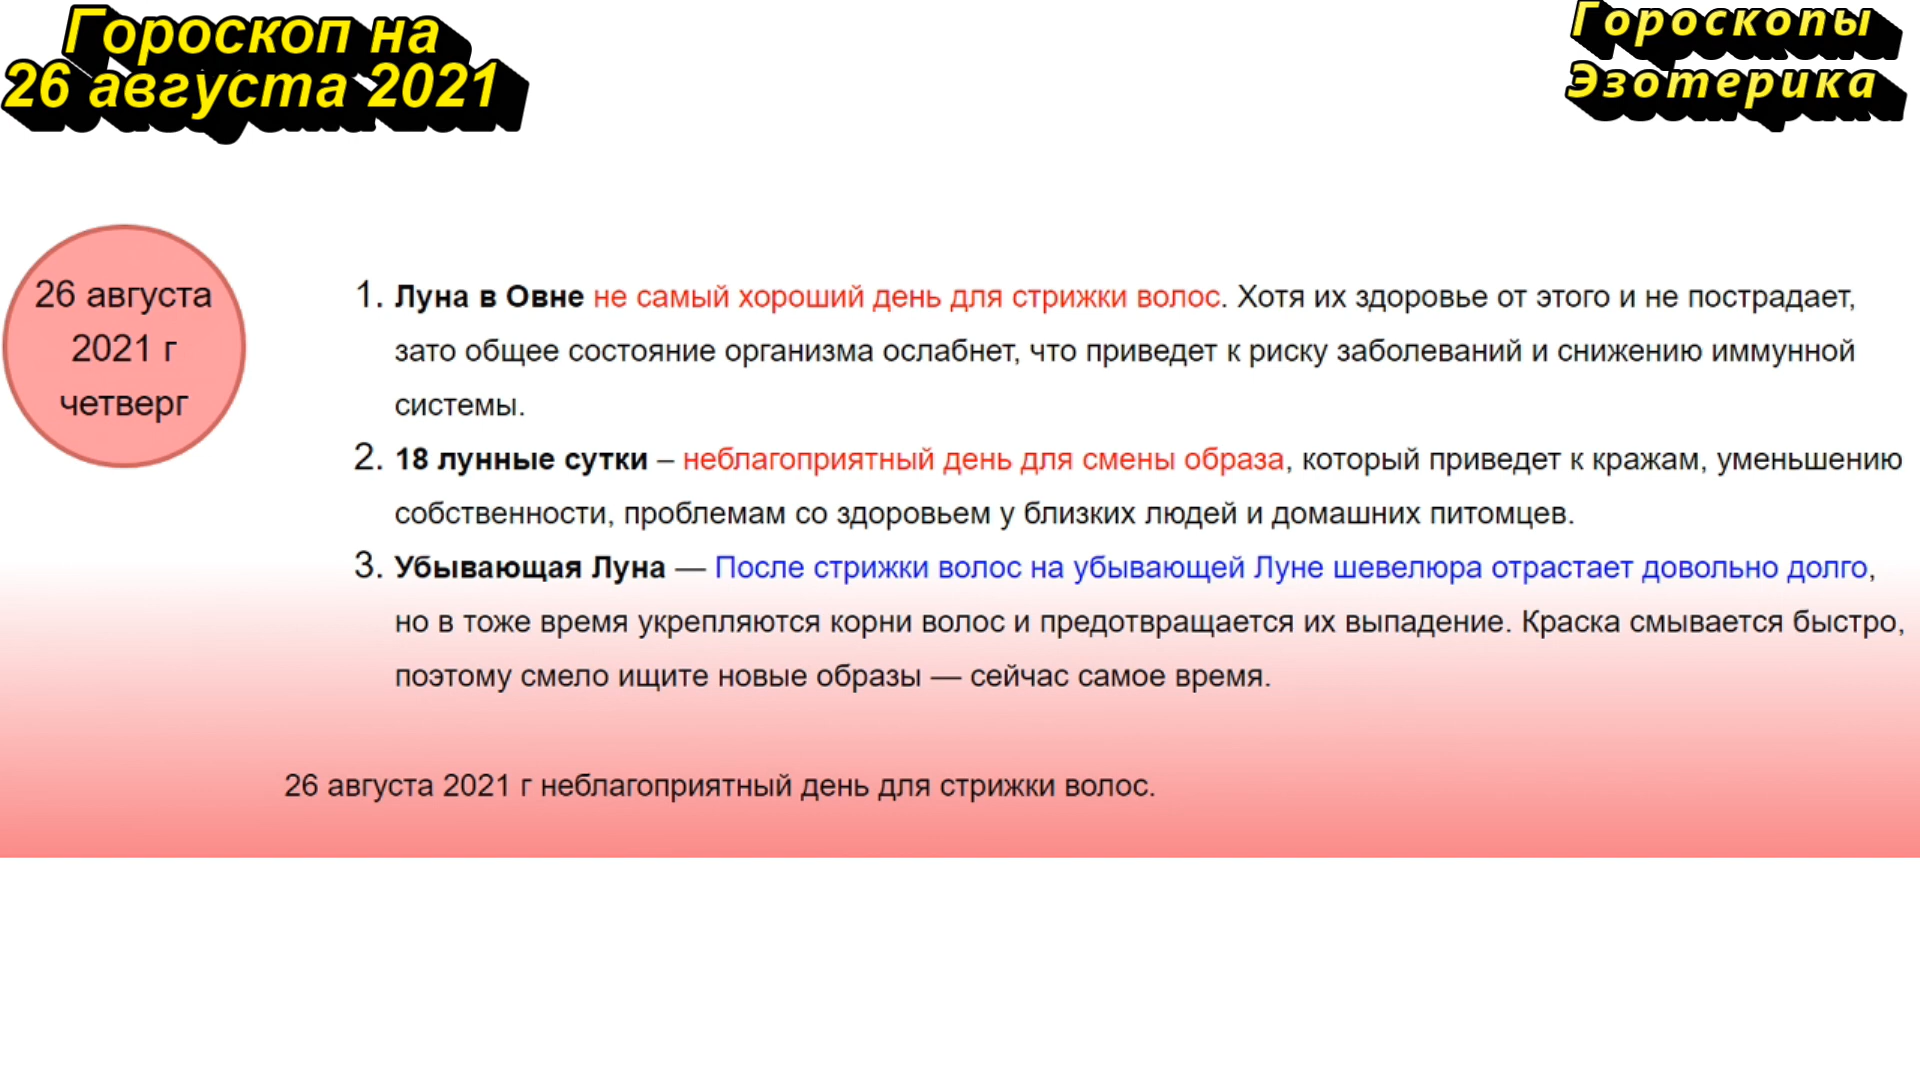 Гороскоп на
26 августа 2021
Гороскопы
Эзотерика
26 августа
2021 г
четверг
1. Луна в Овне не самый хороший день для стрижки волос. Хотя их здоровье от этого и не пострадает,
зато общее состояние организма ослабнет, что приведет к риску заболеваний и снижению иммунной
системы.
2. 18 лунные сутки – неблагоприятный день для смены образа, который приведет к кражам, уменьшению
собственности, проблемам со здоровьем у близких людей и домашних питомцев.
3. Убывающая Луна — После стрижки волос на убывающей Луне шевелюра отрастает довольно долго,
но в тоже время укрепляются корни волос и предотвращается их выпадение. Краска смывается быстро,
поэтому смело ищите новые образы — сейчас самое время.
26 августа 2021 г неблагоприятный день для стрижки волос.